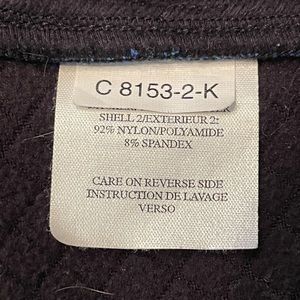 C 8153-2-K
SHELL 2/EXTERIEUR 2:
92% NYLON/POLYAMIDE
8% SPANDEX
CARE ON REVERSE SIDE
INSTRUCTION DE LAVAGE
VERSO